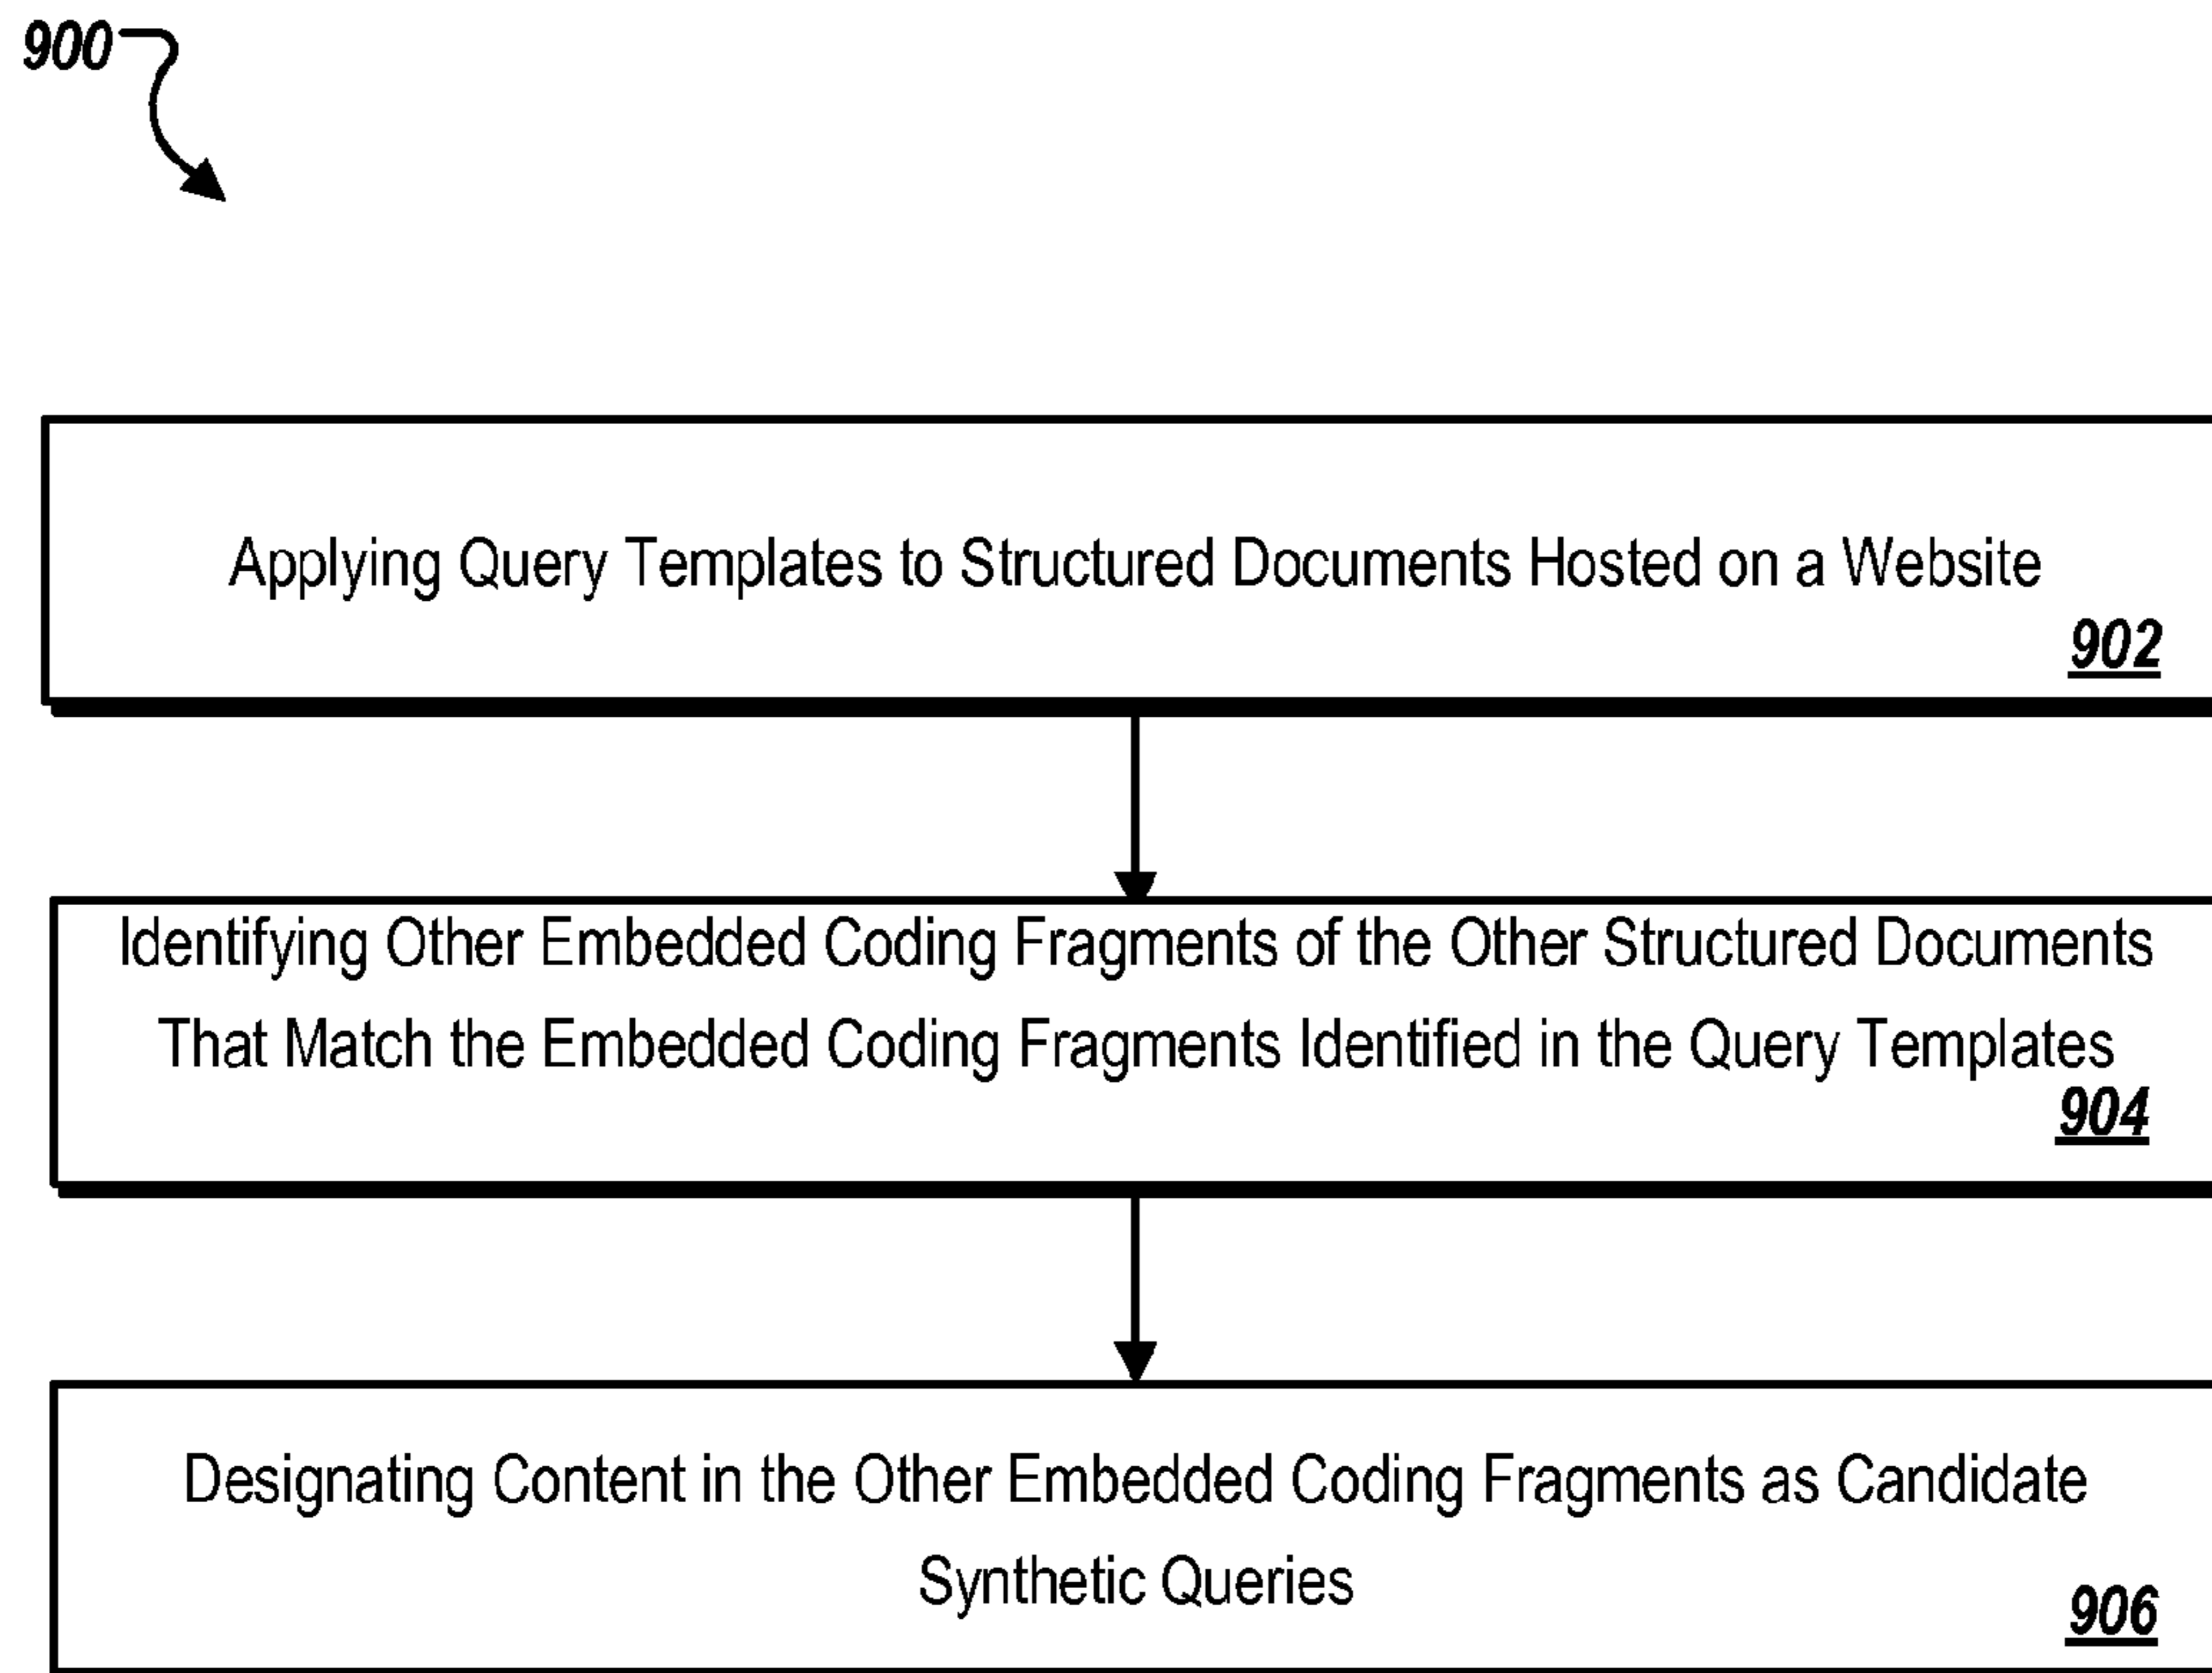 900
Applying Query Templates to Structured Documents Hosted on a Website
902
Identifying Other Embedded Coding Fragments of the Other Structured Documents
That Match the Embedded Coding Fragments Identified in the Query Templates
904
Designating Content in the Other Embedded Coding Fragments as Candidate
Synthetic Queries
906